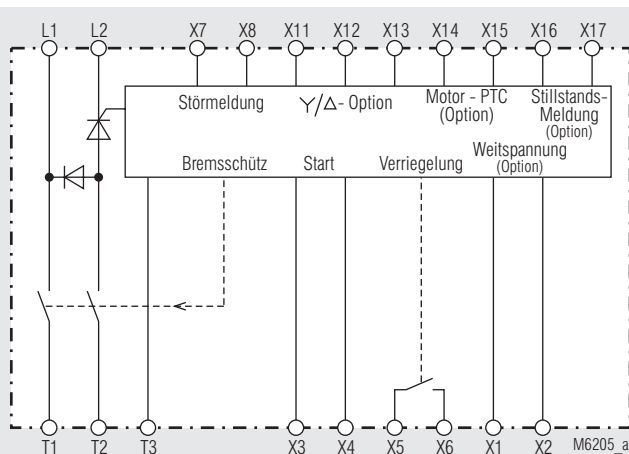 L1 L2 X7 X8 X11 X12 X13 X14 X15 X16 X17
Störmeldung Y/Δ- Option Motor - PTC Stillstands-
(Option) Meldung
(Option)
Bremsschütz Start Verriegelung Weitspannung
(Option)
T1 T2 T3 X3 X4 X5 X6 X1 X2 M6205_a